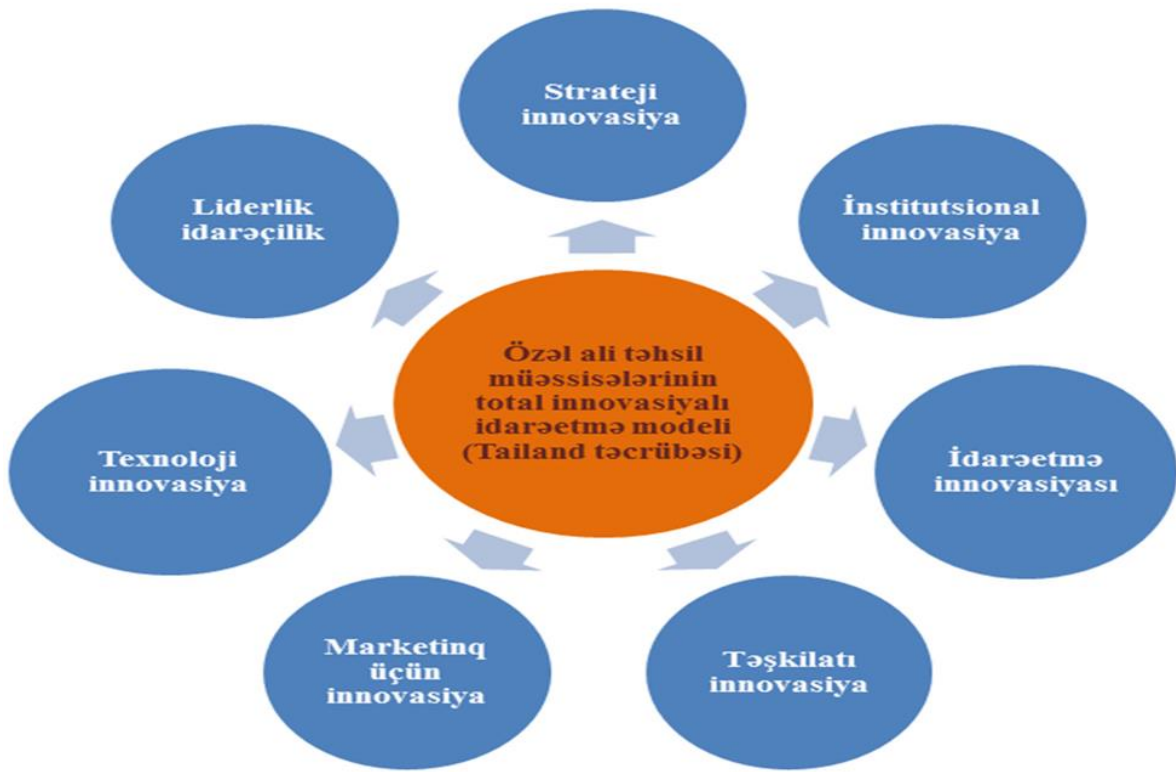 Strateji
innovasiya
Liderlik
idarəçilik
İnstitutsional
innovasiya
Özəl ali təhsil
müəssisələrinin
total innovasiyalı
idarəetmə modeli
(Tailand təcrübəsi)
Texnoloji
innovasiya
İdarəetmə
innovasiyası
Marketinq
üçün
innovasiya
Təşkilatı
innovasiya